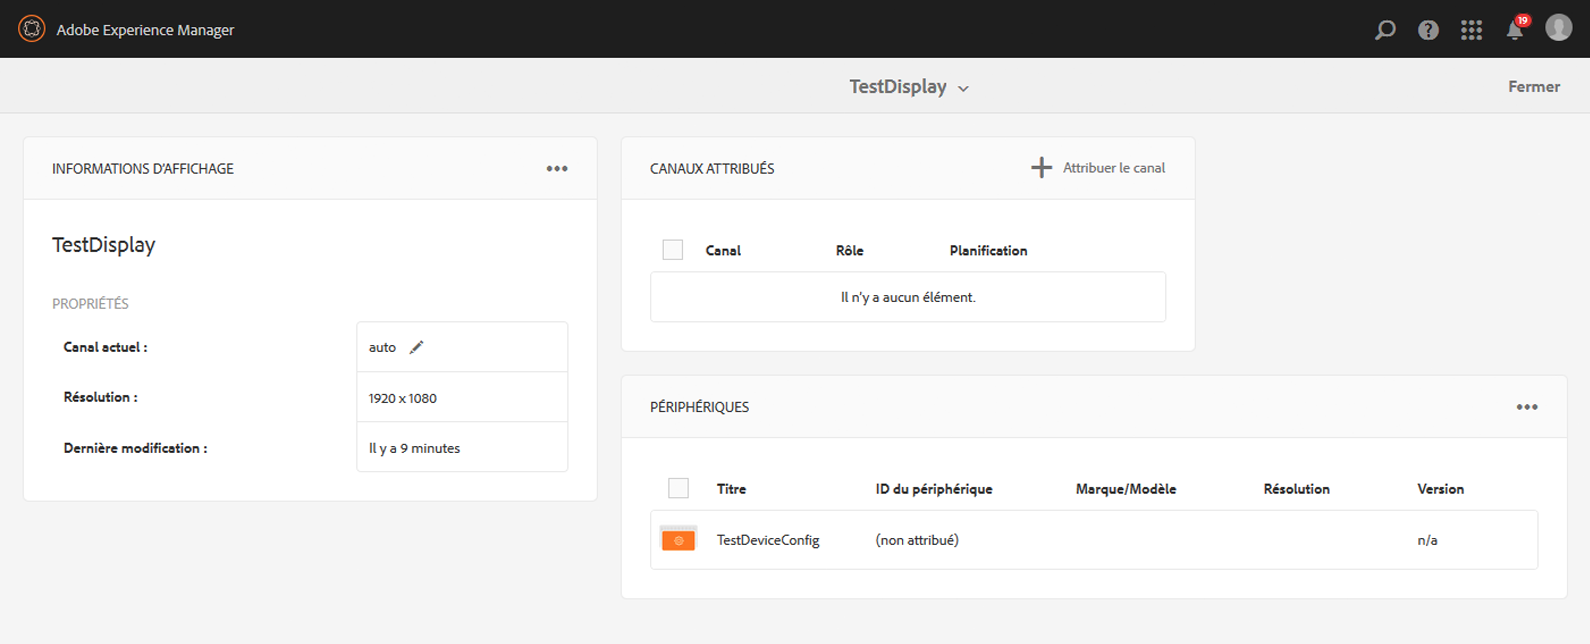 Adobe Experience Manager
19
TestDisplay
Fermer
INFORMATIONS D'AFFICHAGE
TestDisplay
PROPRIÉTÉS
Canal actuel : auto
Résolution : 1920 x 1080
Dernière modification : Il y a 9 minutes
CANAUX ATTRIBUÉS
Attribuer le canal
Canal Rôle Planification
Il n'y a aucun élément.
PÉRIPHÉRIQUES
Titre ID du périphérique Marque/Modèle Résolution Version
TestDeviceConfig (non attribué) n/a